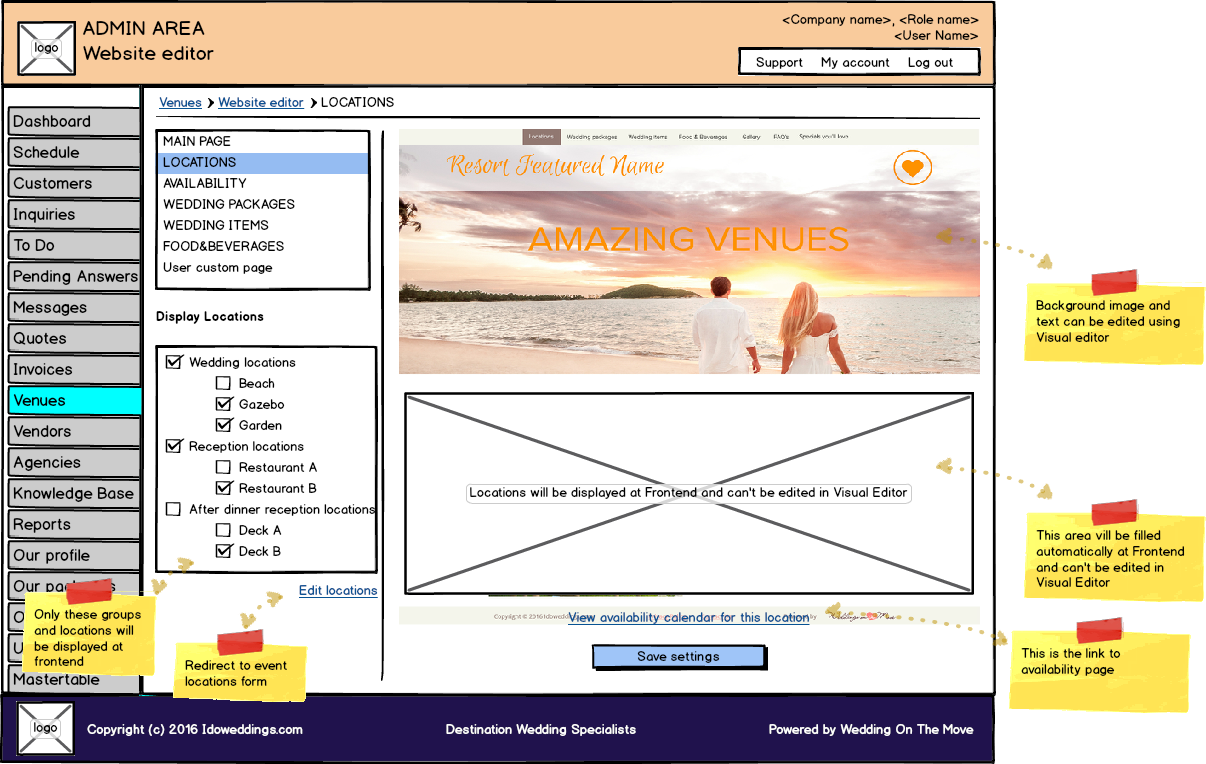 logo
ADMIN AREA
Website editor
<Company name>, <Role name>
<User Name>
Support My account Log out
Dashboard
Schedule
Customers
Inquiries
To Do
Pending Answers
Messages
Quotes
Invoices
Venues
Vendors
Agencies
Knowledge Base
Reports
Our profile
Our
Mastertable
Venues Website editor LOCATIONS
MAIN PAGE
LOCATIONS
AVAILABILITY
WEDDING PACKAGES
WEDDING ITEMS
FOOD&BEVERAGES
User custom page
Display Locations
Wedding locations
Beach
Gazebo
Garden
Reception locations
Restaurant A
Restaurant B
After dinner reception locations
Deck A
Deck B
Edit locations
Only these groups
and locations will
be displayed at
frontend
Redirect to event
locations form
Locations Wedding packages Wedding items Food & Beverages Gallery FAQ's Specials you'll love
Resort Featured Name
AMAZING VENUES
Locations will be displayed at Frontend and can't be edited in Visual Editor
Copyright © 2016 View availability calendar for this location
Save settings
Background image and
text can be edited using
Visual editor
This area vill be filled
automatically at Frontend
and can't be edited in
Visual Editor
This is the link to
availability page
logo
Copyright (c) 2016 Idoweddings.com
Destination Wedding Specialists
Powered by Wedding On The Move